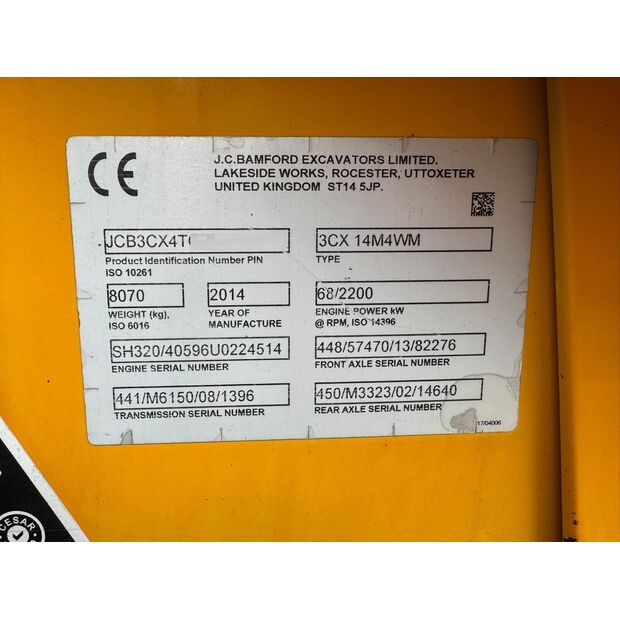 CE
J.C.BAMFORD EXCAVATORS LIMITED.
LAKESIDE WORKS, ROCESTER, UTTOXETER
UNITED KINGDOM ST14 5JP.
JCB3CX4T
Product Identification Number PIN
ISO 10261
3CX 14M4WM
TYPE
8070
WEIGHT (kg),
ISO 6016
2014
YEAR OF
MANUFACTURE
68/2200
ENGINE POWER kW
@ RPM, ISO 14396
SH320/40596U0224514
ENGINE SERIAL NUMBER
448/57470/13/82276
FRONT AXLE SERIAL NUMBER
441/M6150/08/1396
TRANSMISSION SERIAL NUMBER
450/M3323/02/14640
REAR AXLE SERIAL NUMBER
17/04006
CESAR